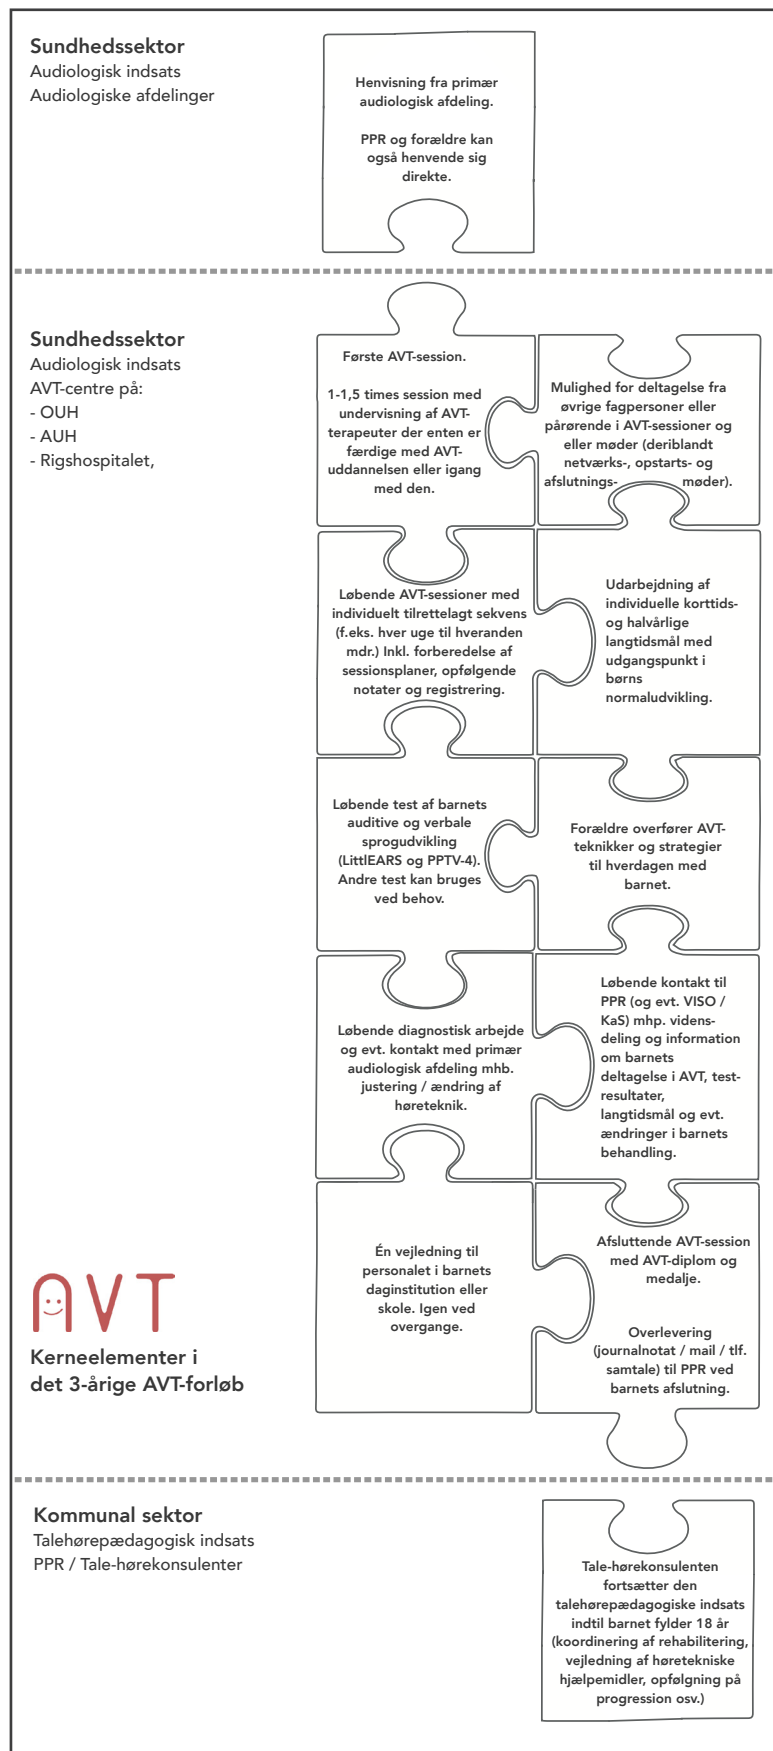 Sundhedssektor
Audiologisk indsats
Audiologiske afdelinger
Henvisning fra primær
audiologisk afdeling.
PPR og forældre kan
også henvende sig
direkte.
Sundhedssektor
Audiologisk indsats
AVT-centre på:
- OUH
- AUH
- Rigshospitalet,
Første AVT-session.
1-1,5 times session med
undervisning af AVT-
terapeuter der enten er
færdige med AVT-
uddannelsen eller igang
med den.
Mulighed for deltagelse fra
øvrige fagpersoner eller
pårørende i AVT-sessioner og
eller møder (deriblandt
netværks-, opstarts- og
afslutnings- møder).
Løbende AVT-sessioner med
individuelt tilrettelagt sekvens
(f.eks. hver uge til hveranden
mdr.) Inkl. forberedelse af
sessionsplaner, opfølgende
notater og registrering.
Udarbejdning af
individuelle korttids-
og halvårlige
langtidsmål med
udgangspunkt i
børns
normaludvikling.
Løbende test af barnets
auditive og verbale
sprogudvikling
(LittlEARS og PPTV-4).
Andre test kan bruges
ved behov.
Forældre overfører AVT-
teknikker og strategier
til hverdagen med
barnet.
Løbende diagnostisk arbejde
og evt. kontakt med primær
audiologisk afdeling mhb.
justering / ændring af
høreteknik.
Løbende kontakt til
PPR (og evt. VISO /
KaS) mhp. videns-
deling og information
om barnets
deltagelse i AVT, test-
resultater,
langtidsmål og evt.
ændringer i barnets
behandling.
Én vejledning til
personalet i barnets
daginstitution eller
skole. Igen ved
overgange.
Afsluttende AVT-session
med AVT-diplom og
medalje.
Overlevering
(journalnotat / mail / tlf.
samtale) til PPR ved
barnets afslutning.
AVT
Kerneelementer i
det 3-årige AVT-forløb
Kommunal sektor
Talehørepædagogisk indsats
PPR / Tale-hørekonsulenter
Tale-hørekonsulenten
fortsætter den
talehørepædagogiske indsats
indtil barnet fylder 18 år
(koordinering af rehabilitering,
vejledning af høretekniske
hjælpemidler, opfølgning på
progression osv.)